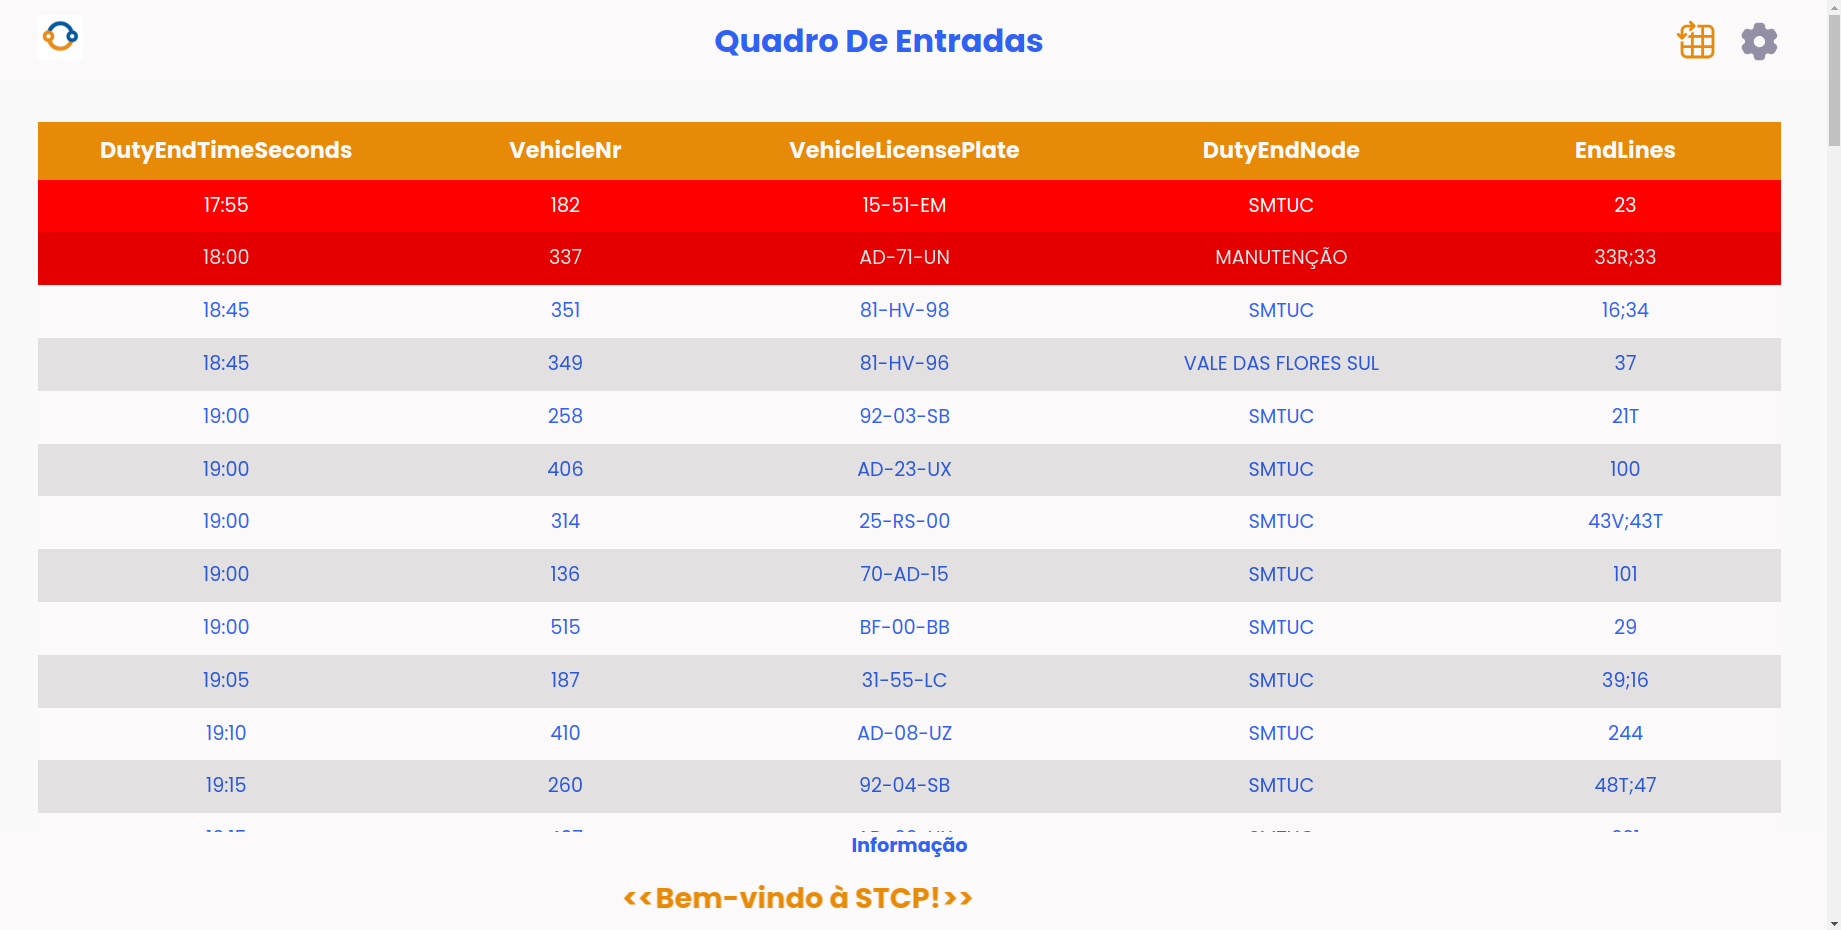 Quadro De Entradas
DutyEndTimeSeconds VehicleNr VehicleLicensePlate DutyEndNode EndLines
17:55 182 15-51-EM SMTUC 23
18:00 337 AD-71-UN MANUTENÇÃO 33R;33
18:45 351 81-HV-98 SMTUC 16;34
18:45 349 81-HV-96 VALE DAS FLORES SUL 37
19:00 258 92-03-SB SMTUC 21T
19:00 406 AD-23-UX SMTUC 100
19:00 314 25-RS-00 SMTUC 43V;43T
19:00 136 70-AD-15 SMTUC 101
19:00 515 BF-00-BB SMTUC 29
19:05 187 31-55-LC SMTUC 39;16
19:10 410 AD-08-UZ SMTUC 244
19:15 260 92-04-SB SMTUC 48T;47
Informação
<<Bem-vindo à STCP!>>